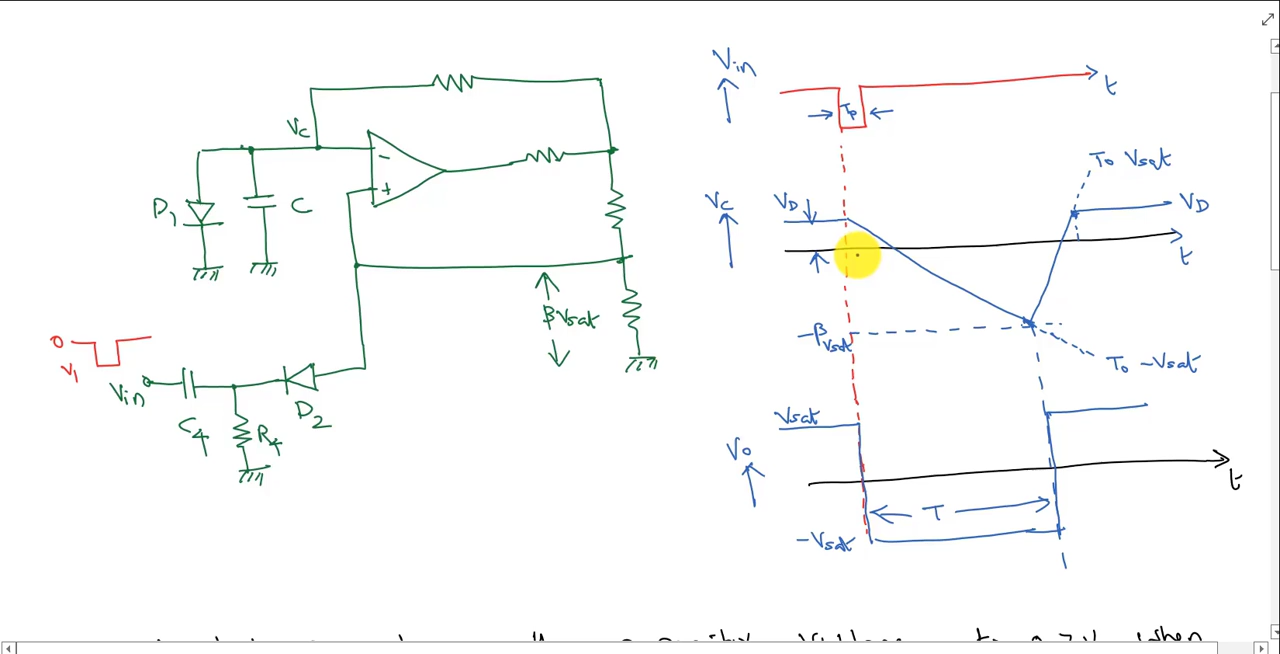 Vin
t
Tp
To Vsat
Vc
VD
VD
t
-βVsat
To -Vsat
Vsat
Vo
t
T
-Vsat
Vc
-
+
D1
C
βVsat
0
V1
Vin
D2
C4
R4